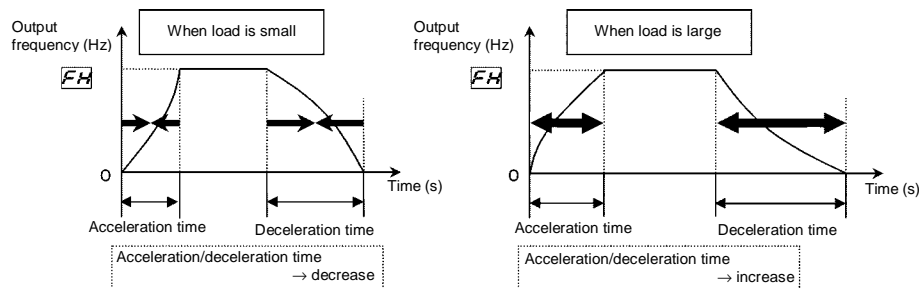 Output
frequency (Hz)
When load is small
FH
0
Time (s)
Acceleration time
Deceleration time
Acceleration/deceleration time
→ decrease
Output
frequency (Hz)
When load is large
FH
0
Time (s)
Acceleration time
Deceleration time
Acceleration/deceleration time
→ increase